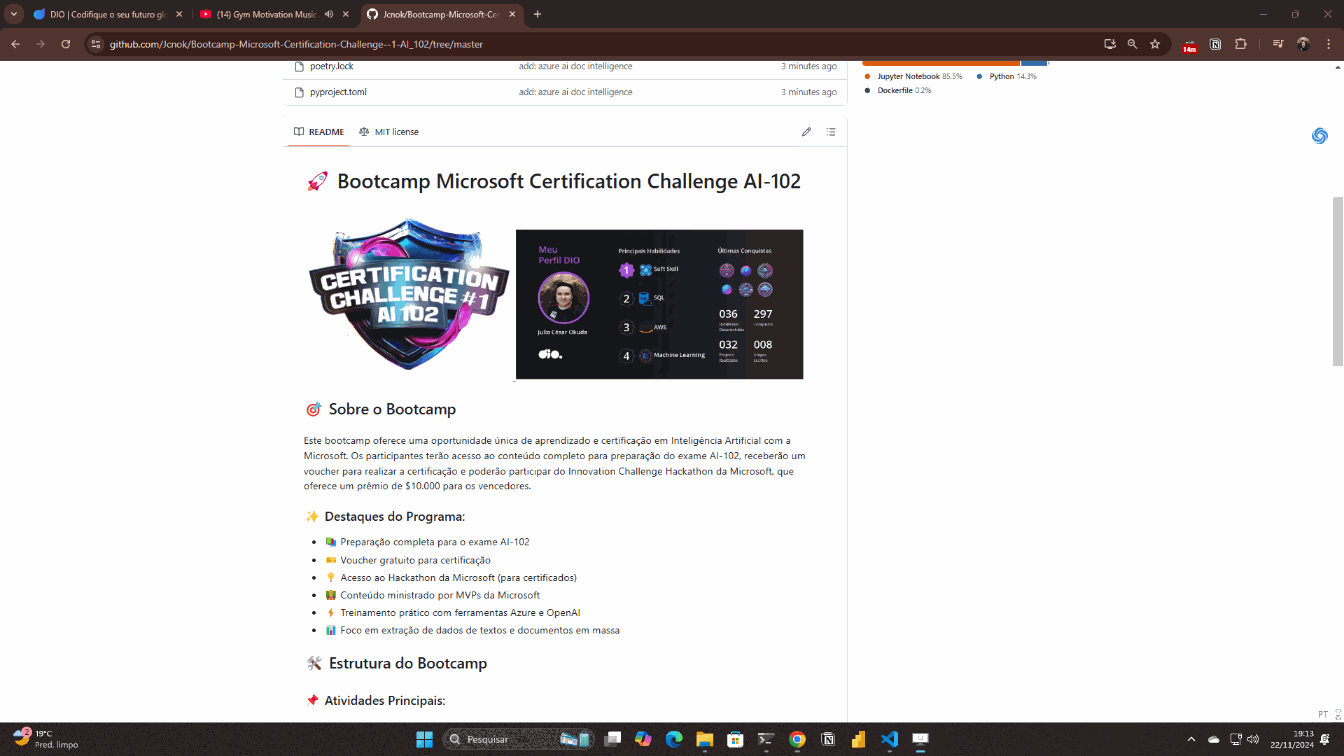 DIO | Codifique o seu futuro glo
(14) Gym Motivation Music
Jcnok/Bootcamp-Microsoft-Cer
github.com/Jcnok/Bootcamp-Microsoft-Certification-Challenge--1-AI_102/tree/master
14m
poetry.lock
add: azure ai doc intelligence
3 minutes ago
pyproject.toml
add: azure ai doc intelligence
3 minutes ago
Jupyter Notebook 85.5%
Python 14.3%
Dockerfile 0.2%
README
MIT license
🚀 Bootcamp Microsoft Certification Challenge AI-102
CERTIFICATION
CHALLENGE #1
AI 102
Meu
Perfil DIO
Julio César Okuda
dio.
Principais Habilidades
1 Soft Skill
2 SQL
3 AWS
4 Machine Learning
Últimas Conquistas
036
297
032
008
🎯 Sobre o Bootcamp
Este bootcamp oferece uma oportunidade única de aprendizado e certificação em Inteligência Artificial com a
Microsoft. Os participantes terão acesso ao conteúdo completo para preparação do exame AI-102, receberão um
voucher para realizar a certificação e poderão participar do Innovation Challenge Hackathon da Microsoft, que
oferece um prêmio de $10.000 para os vencedores.
✨ Destaques do Programa:
• 📚 Preparação completa para o exame AI-102
• 🎫 Voucher gratuito para certificação
• 💡 Acesso ao Hackathon da Microsoft (para certificados)
• 👨‍🏫 Conteúdo ministrado por MVPs da Microsoft
• ⚡ Treinamento prático com ferramentas Azure e OpenAI
• 📊 Foco em extração de dados de textos e documentos em massa
🛠️ Estrutura do Bootcamp
📌 Atividades Principais:
PT
2
19°C
Pred. limpo
Pesquisar
19:13
22/11/2024